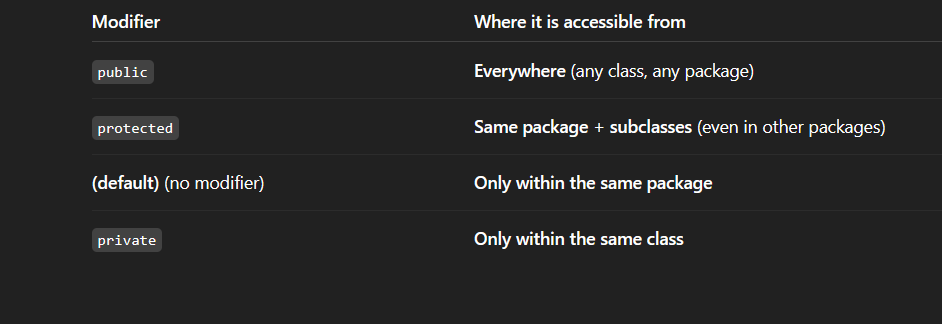 Modifier Where it is accessible from
public Everywhere (any class, any package)
protected Same package + subclasses (even in other packages)
(default) (no modifier) Only within the same package
private Only within the same class